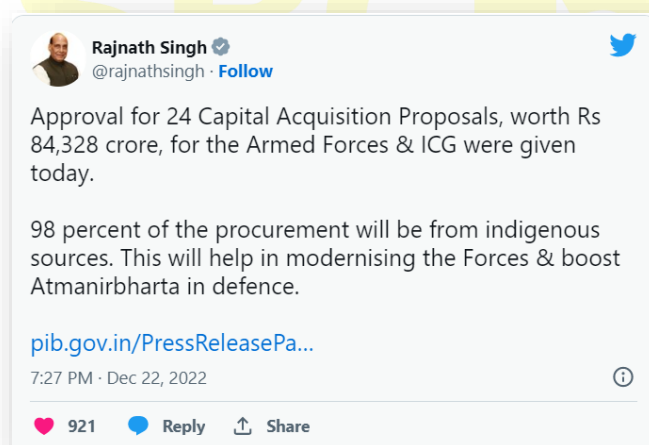 Rajnath Singh
@rajnathsingh · Follow
Approval for 24 Capital Acquisition Proposals, worth Rs
84,328 crore, for the Armed Forces & ICG were given
today.
98 percent of the procurement will be from indigenous
sources. This will help in modernising the Forces & boost
Atmanirbharta in defence.
pib.gov.in/PressReleasePa...
7:27 PM · Dec 22, 2022
921 Reply Share